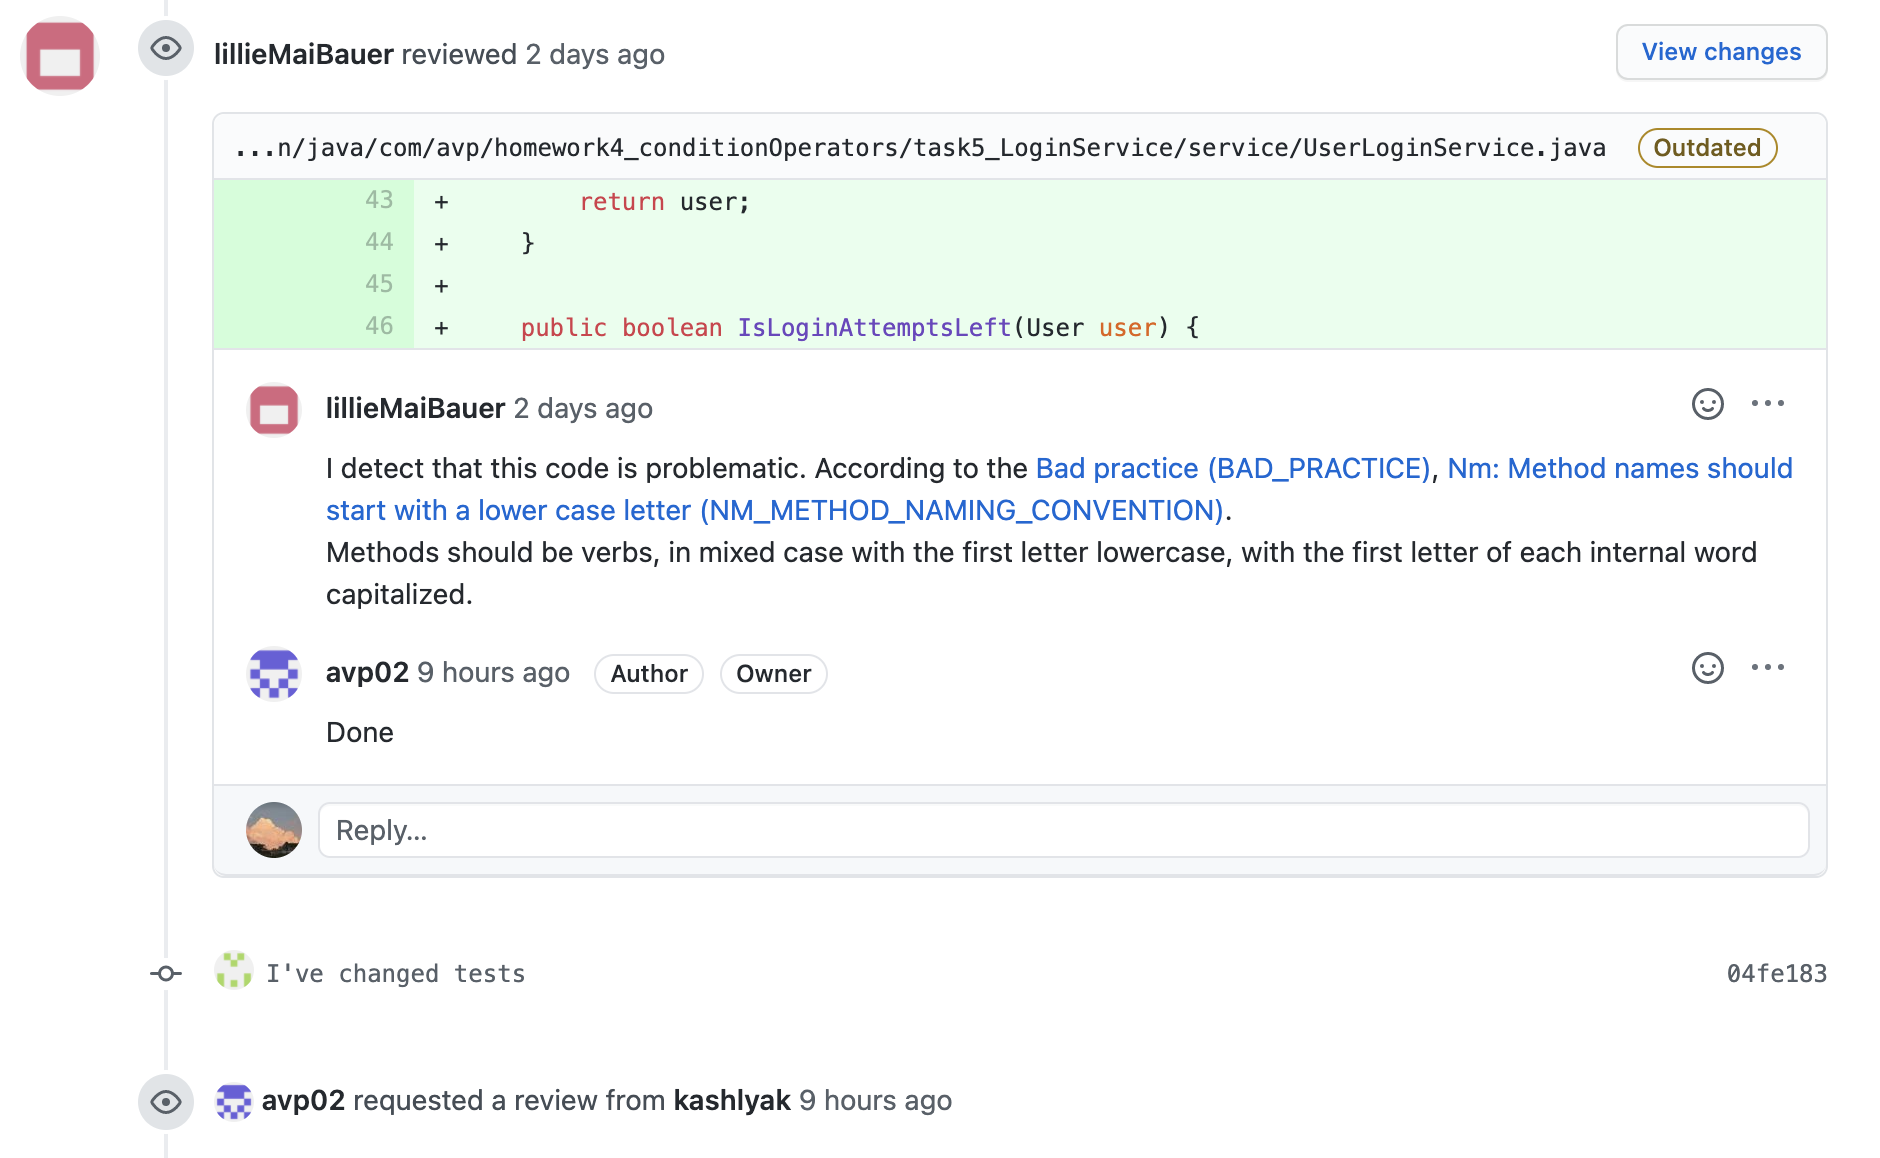 lillieMaiBauer reviewed 2 days ago
View changes
...n/java/com/avp/homework4_conditionOperators/task5_LoginService/service/UserLoginService.java Outdated
43 + return user;
44 + }
45 +
46 + public boolean IsLoginAttemptsLeft(User user) {
lillieMaiBauer 2 days ago
I detect that this code is problematic. According to the Bad practice (BAD_PRACTICE), Nm: Method names should
start with a lower case letter (NM_METHOD_NAMING_CONVENTION).
Methods should be verbs, in mixed case with the first letter lowercase, with the first letter of each internal word
capitalized.
avp02 9 hours ago Author Owner
Done
Reply...
I've changed tests 04fe183
avp02 requested a review from kashlyak 9 hours ago